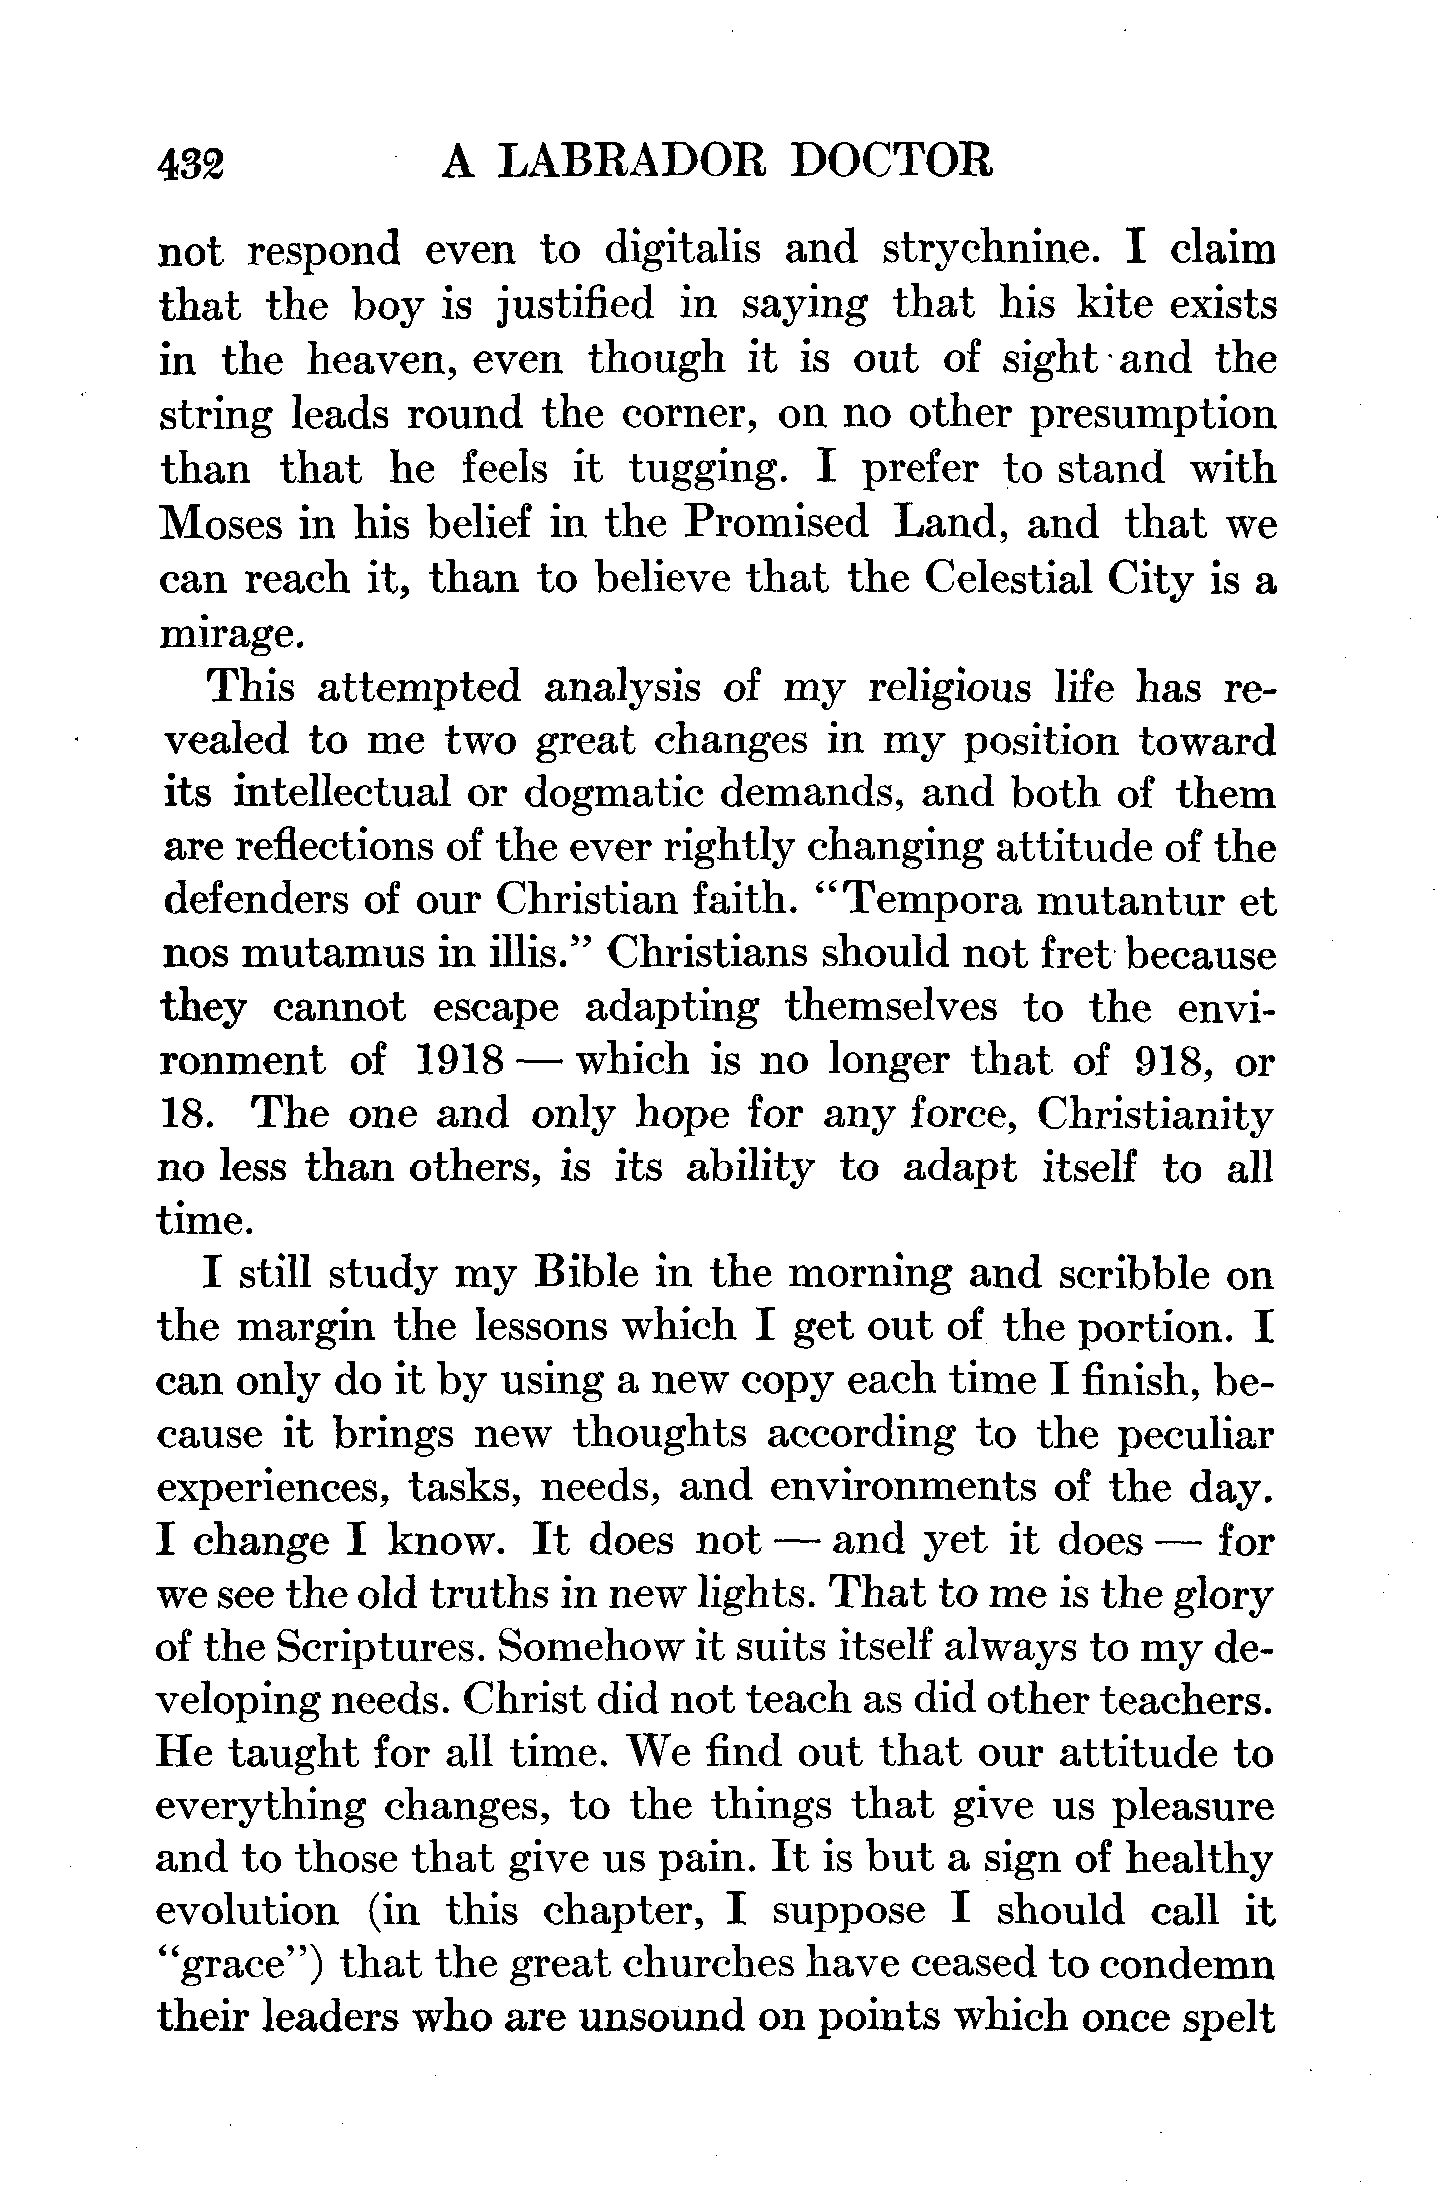 432 A LABRADOR DOCTOR
not respond even to digitalis and strychnine. I claim
that the boy is justified in saying that his kite exists
in the heaven, even though it is out of sight and the
string leads round the corner, on no other presumption
than that he feels it tugging. I prefer to stand with
Moses in his belief in the Promised Land, and that we
can reach it, than to believe that the Celestial City is a
mirage.
This attempted analysis of my religious life has re-
vealed to me two great changes in my position toward
its intellectual or dogmatic demands, and both of them
are reflections of the ever rightly changing attitude of the
defenders of our Christian faith. “Tempora mutantur et
nos mutamus in illis.” Christians should not fret because
they cannot escape adapting themselves to the envi-
ronment of 1918 — which is no longer that of 918, or
18. The one and only hope for any force, Christianity
no less than others, is its ability to adapt itself to all
time.
I still study my Bible in the morning and scribble on
the margin the lessons which I get out of the portion. I
can only do it by using a new copy each time I finish, be-
cause it brings new thoughts according to the peculiar
experiences, tasks, needs, and environments of the day.
I change I know. It does not — and yet it does — for
we see the old truths in new lights. That to me is the glory
of the Scriptures. Somehow it suits itself always to my de-
veloping needs. Christ did not teach as did other teachers.
He taught for all time. We find out that our attitude to
everything changes, to the things that give us pleasure
and to those that give us pain. It is but a sign of healthy
evolution (in this chapter, I suppose I should call it
“grace”) that the great churches have ceased to condemn
their leaders who are unsound on points which once spelt